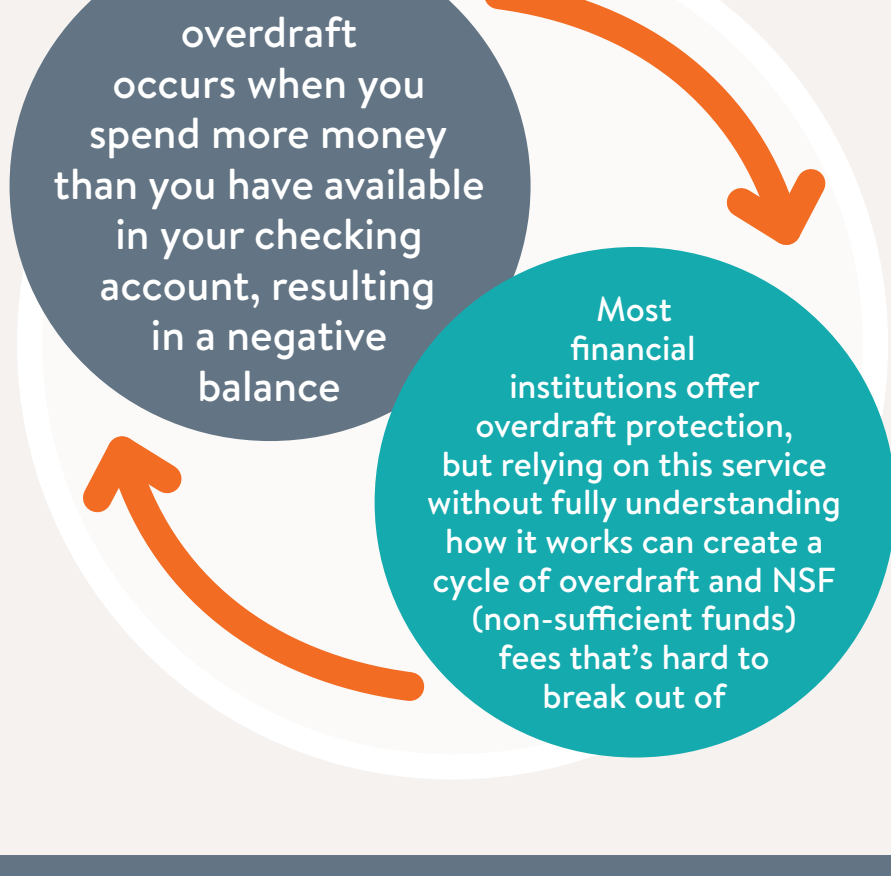 overdraft
occurs when you
spend more money
than you have available
in your checking
account, resulting
in a negative
balance
Most
financial
institutions offer
overdraft protection,
but relying on this service
without fully understanding
how it works can create a
cycle of overdraft and NSF
(non-sufficient funds)
fees that’s hard to
break out of